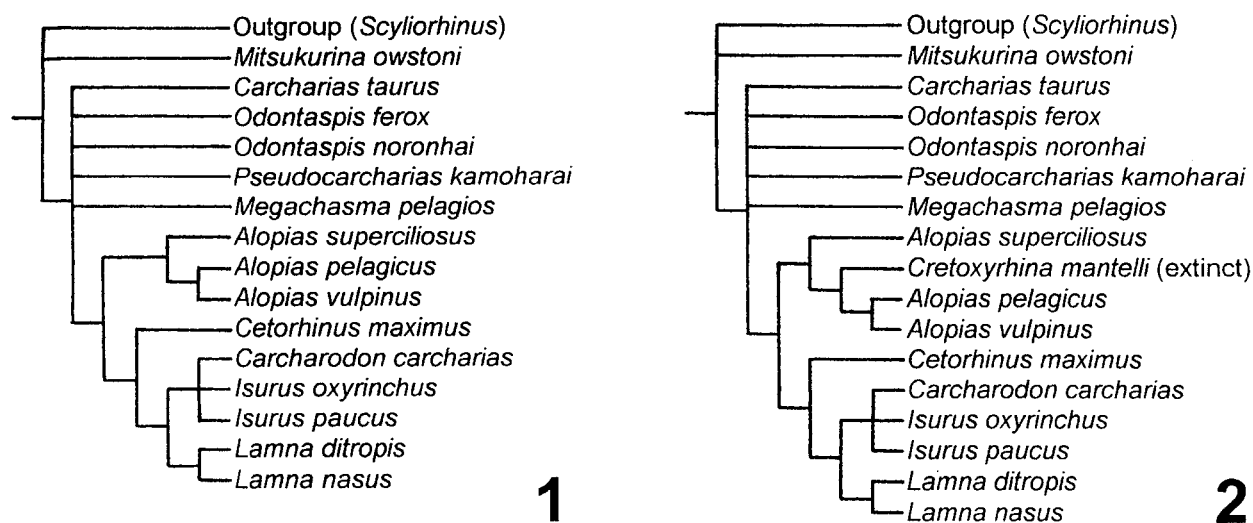 Outgroup (Scyliorhinus)
Mitsukurina owstoni
Carcharias taurus
Odontaspis ferox
Odontaspis noronhai
Pseudocarcharias kamoharai
Megachasma pelagios
Alopias superciliosus
Alopias pelagicus
Alopias vulpinus
Cetorhinus maximus
Carcharodon carcharias
Isurus oxyrinchus
Isurus paucus
Lamna ditropis
Lamna nasus
1
Outgroup (Scyliorhinus)
Mitsukurina owstoni
Carcharias taurus
Odontaspis ferox
Odontaspis noronhai
Pseudocarcharias kamoharai
Megachasma pelagios
Alopias superciliosus
Cretoxyrhina mantelli (extinct)
Alopias pelagicus
Alopias vulpinus
Cetorhinus maximus
Carcharodon carcharias
Isurus oxyrinchus
Isurus paucus
Lamna ditropis
Lamna nasus
2